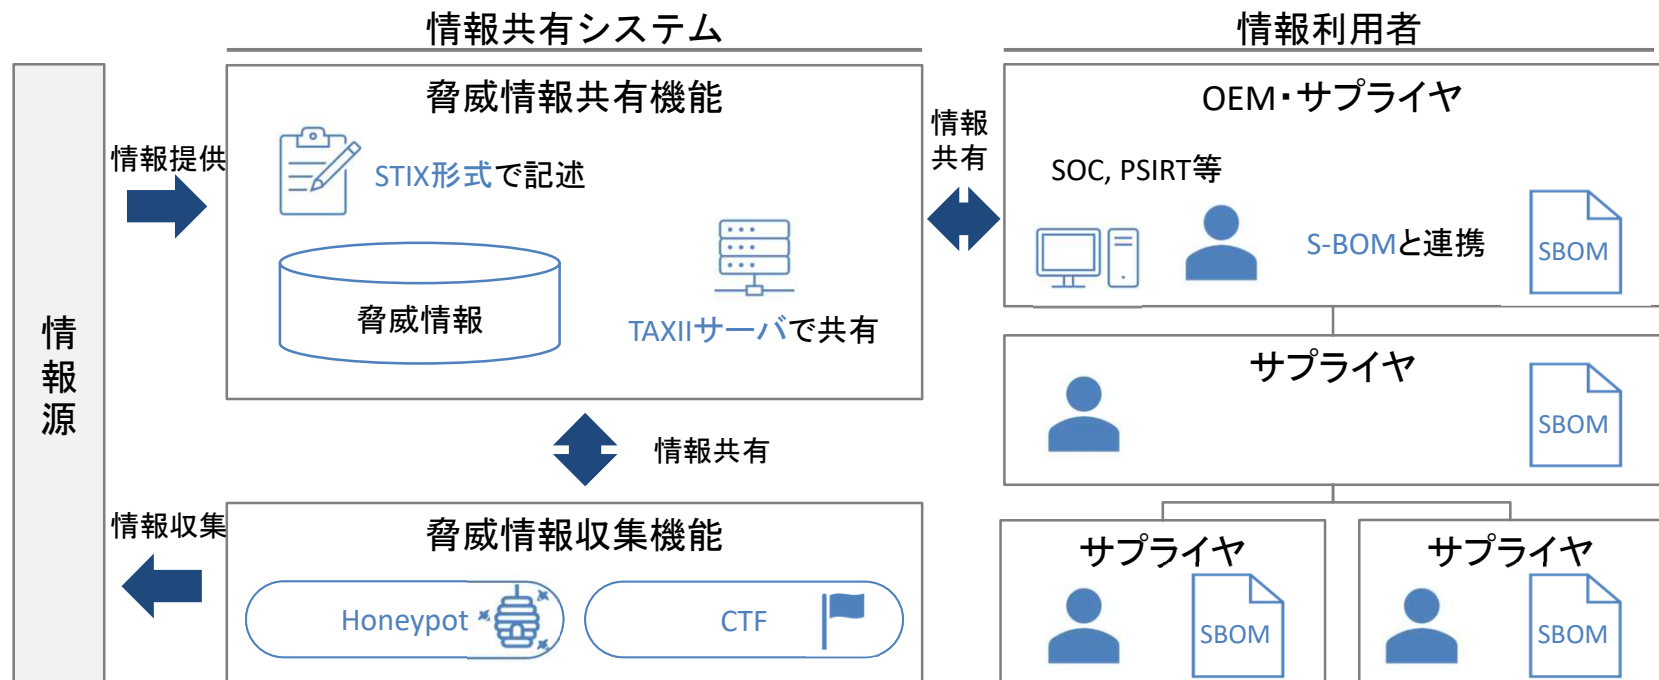 情報共有システム
情報利用者
情報源
情報提供
脅威情報共有機能
STIX形式で記述
脅威情報
TAXIIサーバで共有
情報
共有
OEM・サプライヤ
SOC, PSIRT等
S-BOMと連携
SBOM
サプライヤ
SBOM
情報共有
情報収集
脅威情報収集機能
Honeypot
CTF
サプライヤ
SBOM
サプライヤ
SBOM